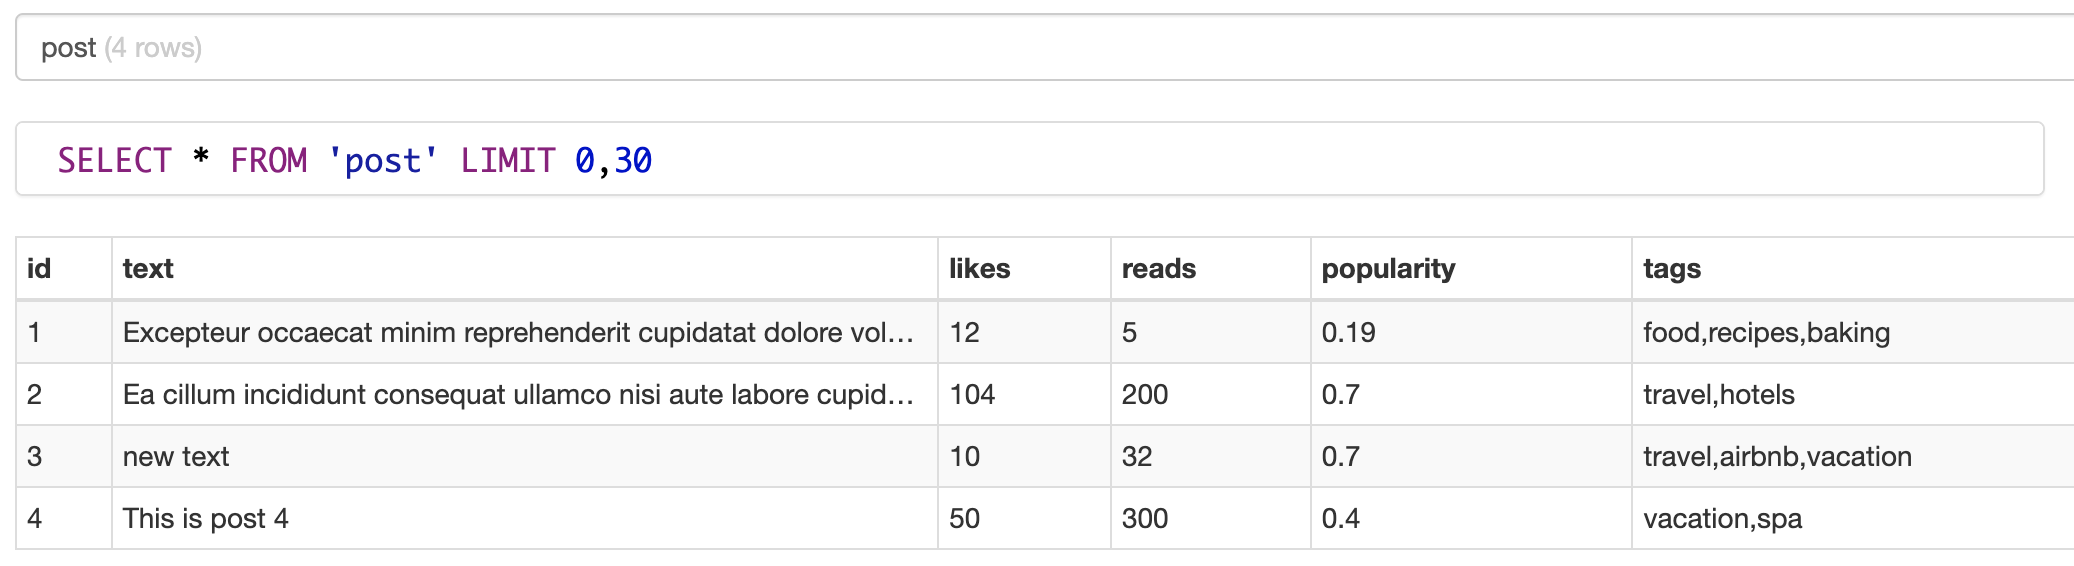 post (4 rows)
SELECT * FROM 'post' LIMIT 0,30
id text likes reads popularity tags
1 Excepteur occaecat minim reprehenderit cupidatat dolore vol... 12 5 0.19 food,recipes,baking
2 Ea cillum incididunt consequat ullamco nisi aute labore cupid... 104 200 0.7 travel,hotels
3 new text 10 32 0.7 travel,airbnb,vacation
4 This is post 4 50 300 0.4 vacation,spa